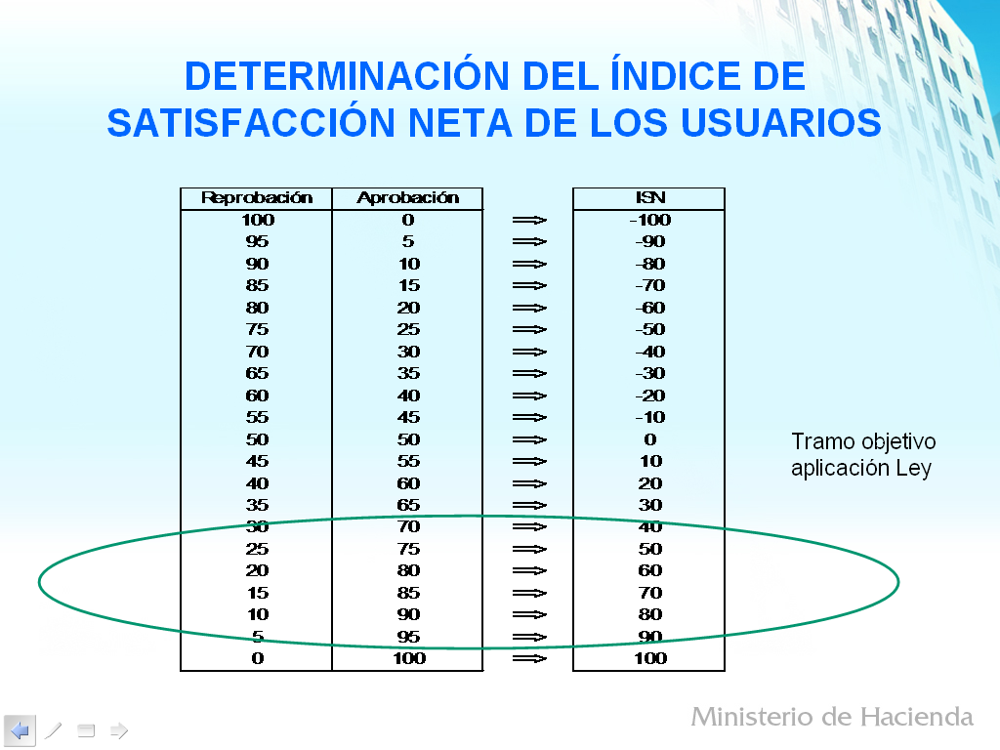 DETERMINACIÓN DEL ÍNDICE DE
SATISFACCIÓN NETA DE LOS USUARIOS
Reprobación Aprobación ISN
100 0 ⇒ -100
95 5 ⇒ -90
90 10 ⇒ -80
85 15 ⇒ -70
80 20 ⇒ -60
75 25 ⇒ -50
70 30 ⇒ -40
65 35 ⇒ -30
60 40 ⇒ -20
55 45 ⇒ -10
50 50 ⇒ 0
45 55 ⇒ 10
40 60 ⇒ 20
35 65 ⇒ 30
30 70 ⇒ 40
25 75 ⇒ 50
20 80 ⇒ 60
15 85 ⇒ 70
10 90 ⇒ 80
5 95 ⇒ 90
0 100 ⇒ 100
Tramo objetivo
aplicación Ley
Ministerio de Hacienda